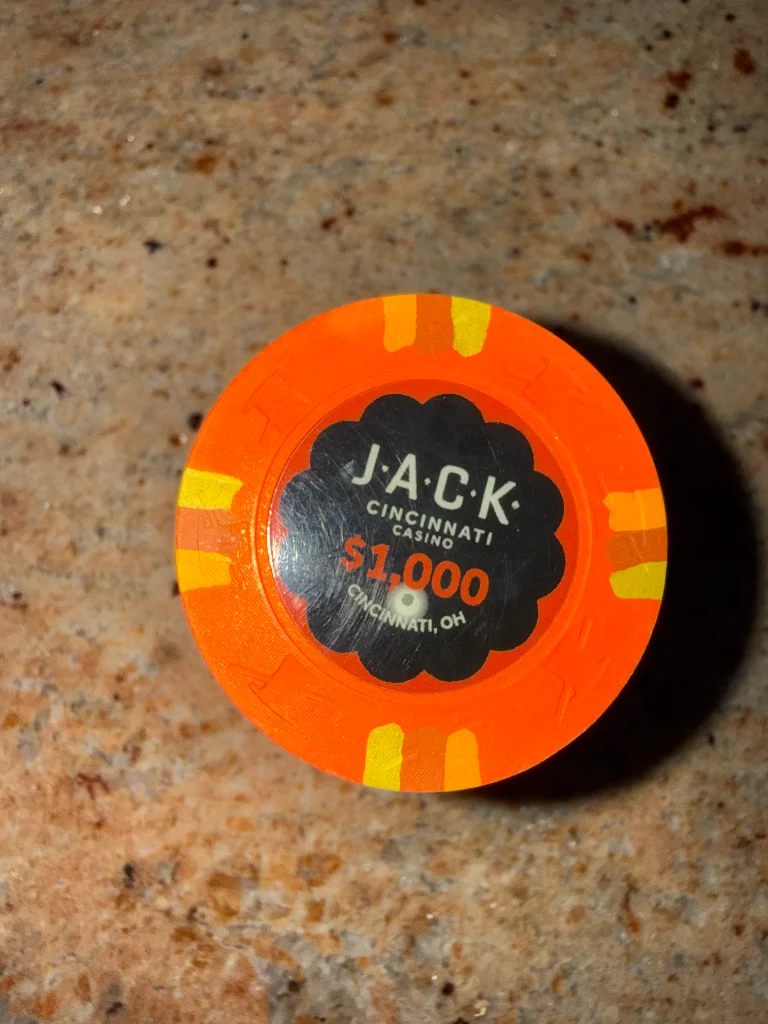 J·A·C·K·
CINCINNATI
CASINO
$1,000
CINCINNATI, OH